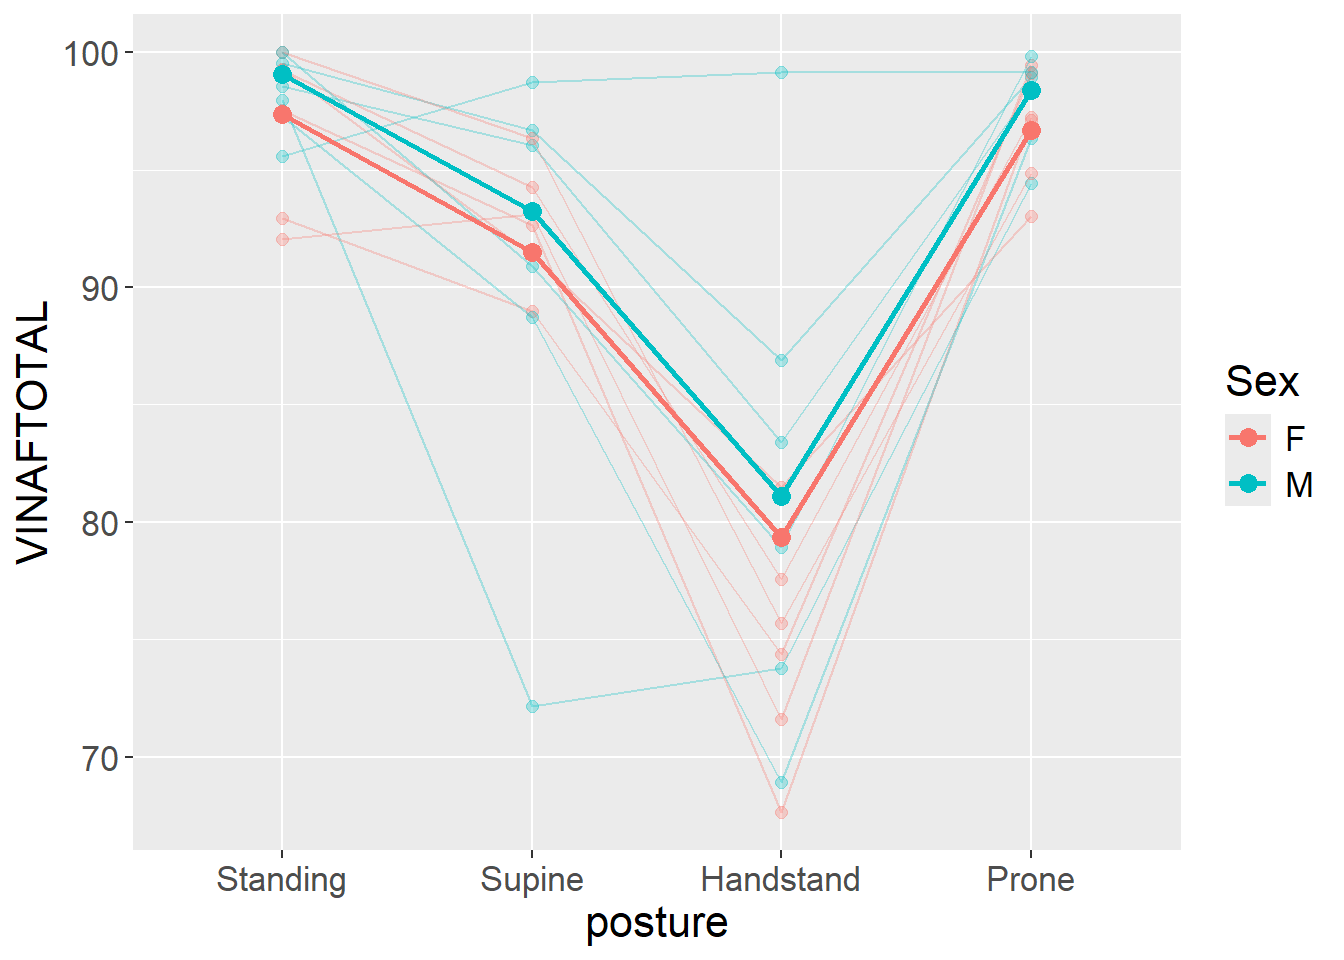 VINAFTOTAL
100
90
80
70
Standing
Supine
Handstand
Prone
posture
Sex
F
M